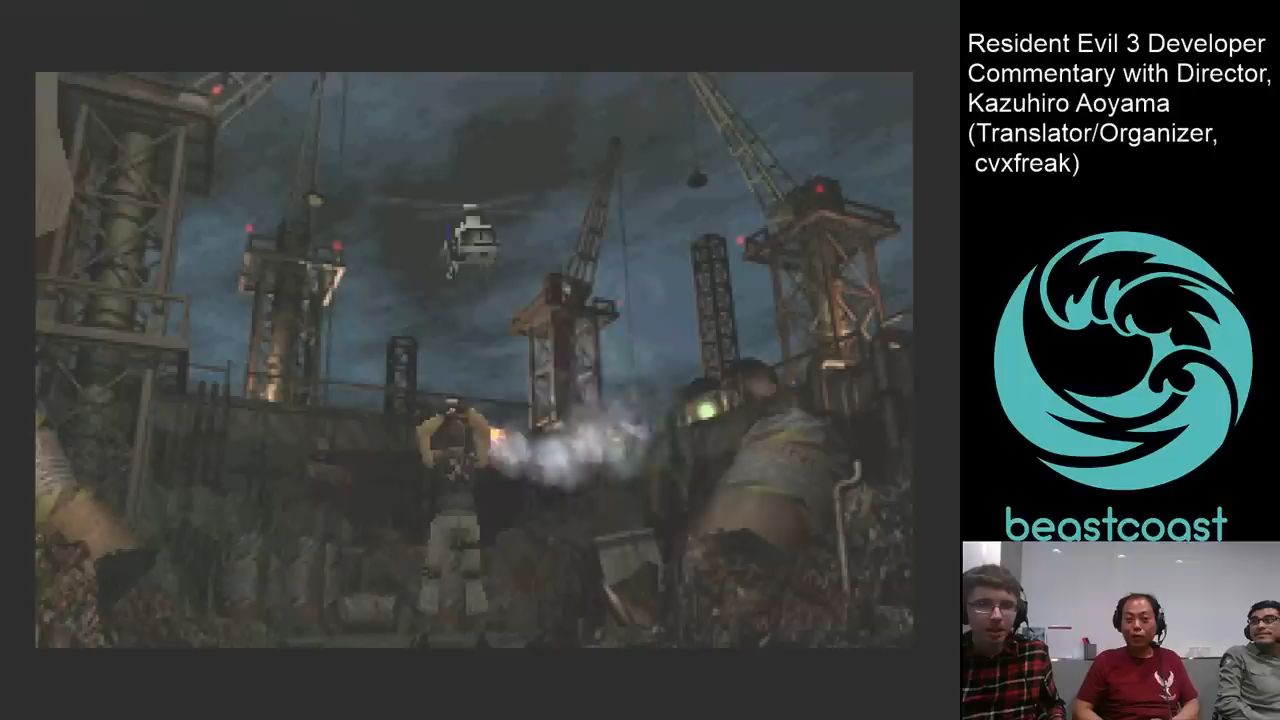 Resident Evil 3 Developer
Commentary with Director,
Kazuhiro Aoyama
(Translator/Organizer,
cvxfreak)
beastcoast